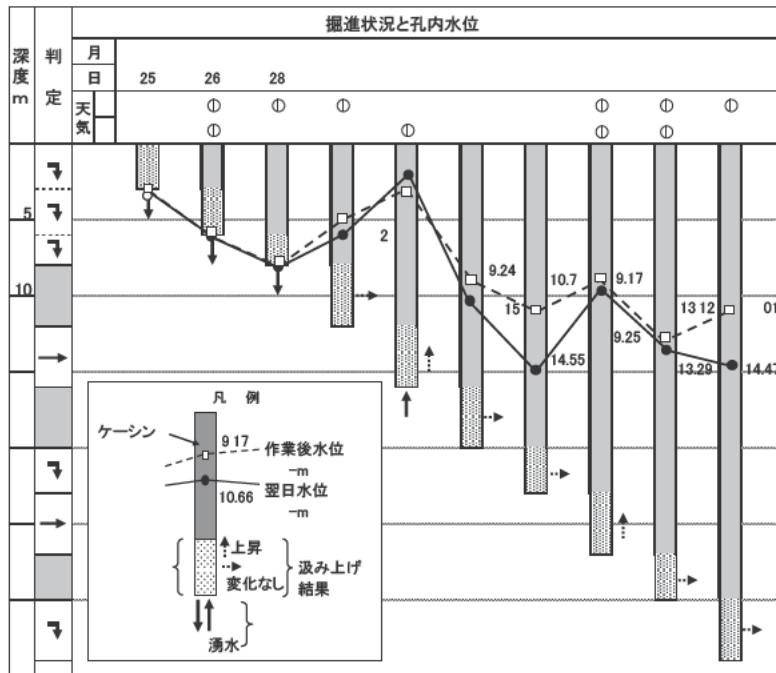 掘進状況と孔内水位
深度m
判定
月
日 25 26 28
天気
5
10
2
9.24
15
10.7
14.55
9.17
9.25
13 12
13.29
01
14.47
凡 例
ケーシン
9 17
作業後水位
-m
10.66
翌日水位
-m
上昇
変化なし
汲み上げ
結果
湧水